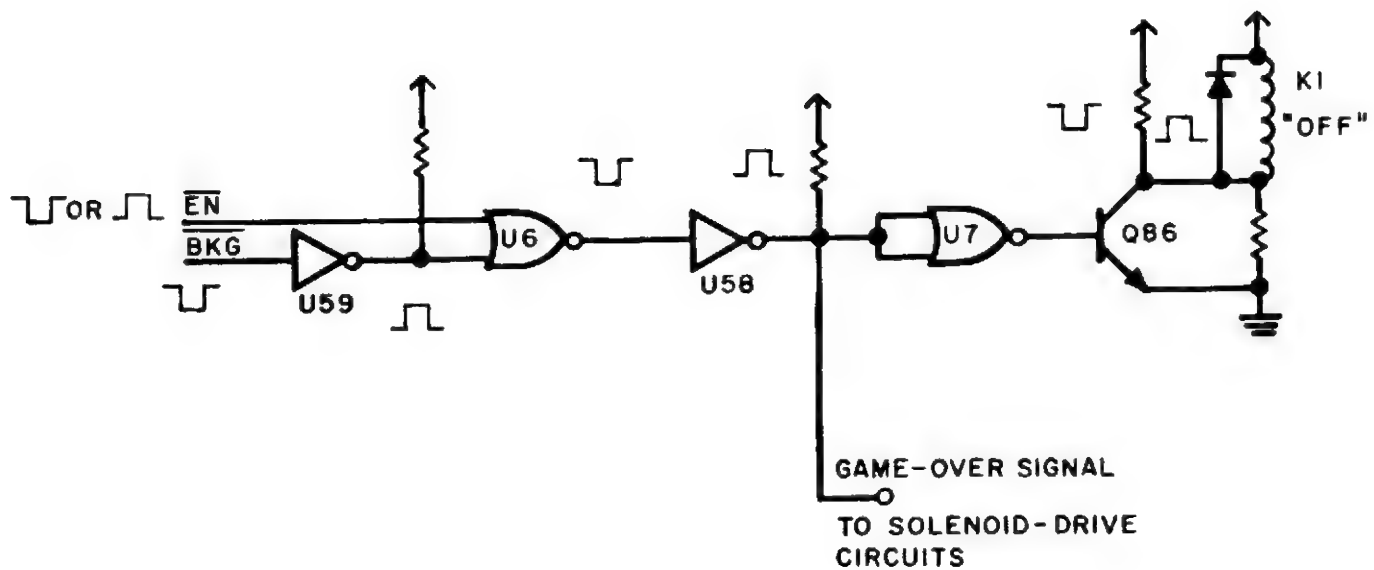 K1
"OFF"
OR
EN
BKG
U59
U6
U58
U7
Q86
GAME-OVER SIGNAL
TO SOLENOID-DRIVE
CIRCUITS